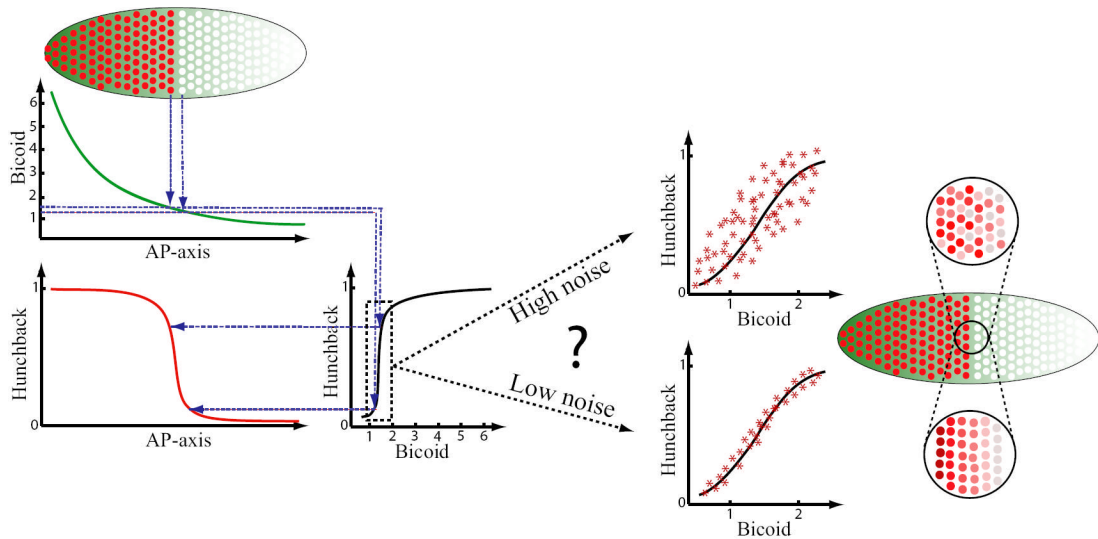 6
5
4
3
2
1
Bicoid
AP-axis
1
0
Hunchback
AP-axis
1
0
Hunchback
1 2 3 4 5 6
Bicoid
High noise
?
Low noise
1
0
Hunchback
1 2
Bicoid
1
0
Hunchback
1 2
Bicoid